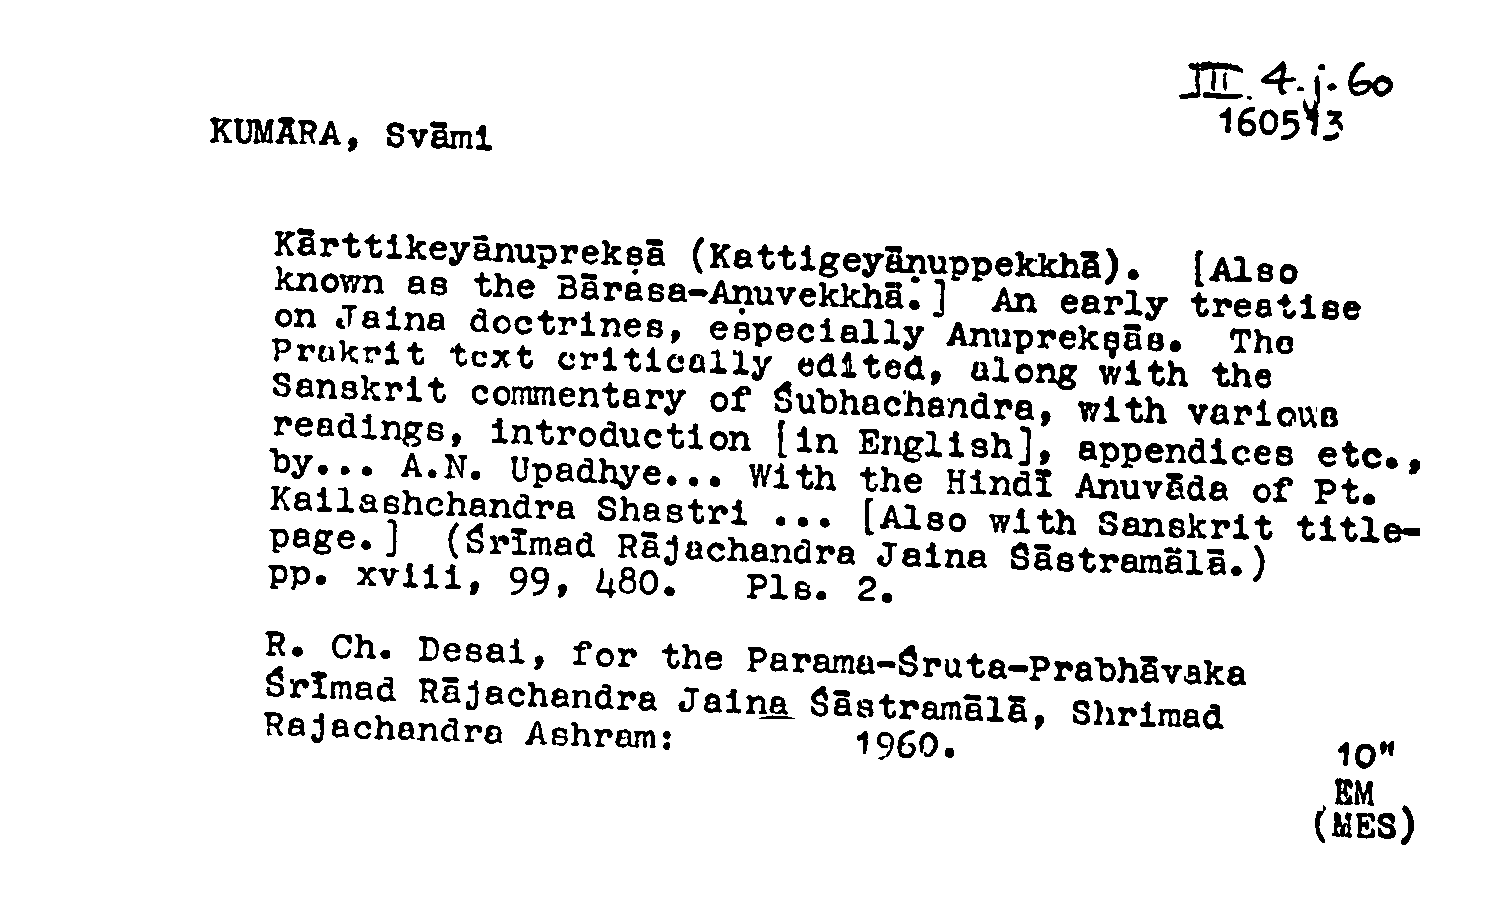 III. 4. j. 60
160513
KUMĀRA, Svāmi
Kārttikeyānuprekṣā (Kattigeyāṇuppekkhā). [Also
known as the Bārasa-Aṇuvekkhā.] An early treatise
on Jaina doctrines, especially Anuprekṣās. The
Prakrit text critically edited, along with the
Sanskrit commentary of Śubhachandra, with various
readings, introduction [in English], appendices etc.,
by... A.N. Upadhye... With the Hindī Anuvāda of Pt.
Kailashchandra Shastri ... [Also with Sanskrit title-
page.] (Śrīmad Rājachandra Jaina Śāstramālā.)
pp. xviii, 99, 480. Pls. 2.
R. Ch. Desai, for the Parama-Śruta-Prabhāvaka
Śrīmad Rājachandra Jaina Śāstramālā, Shrimad
Rajachandra Ashram: 1960.
10"
EM
(MES)